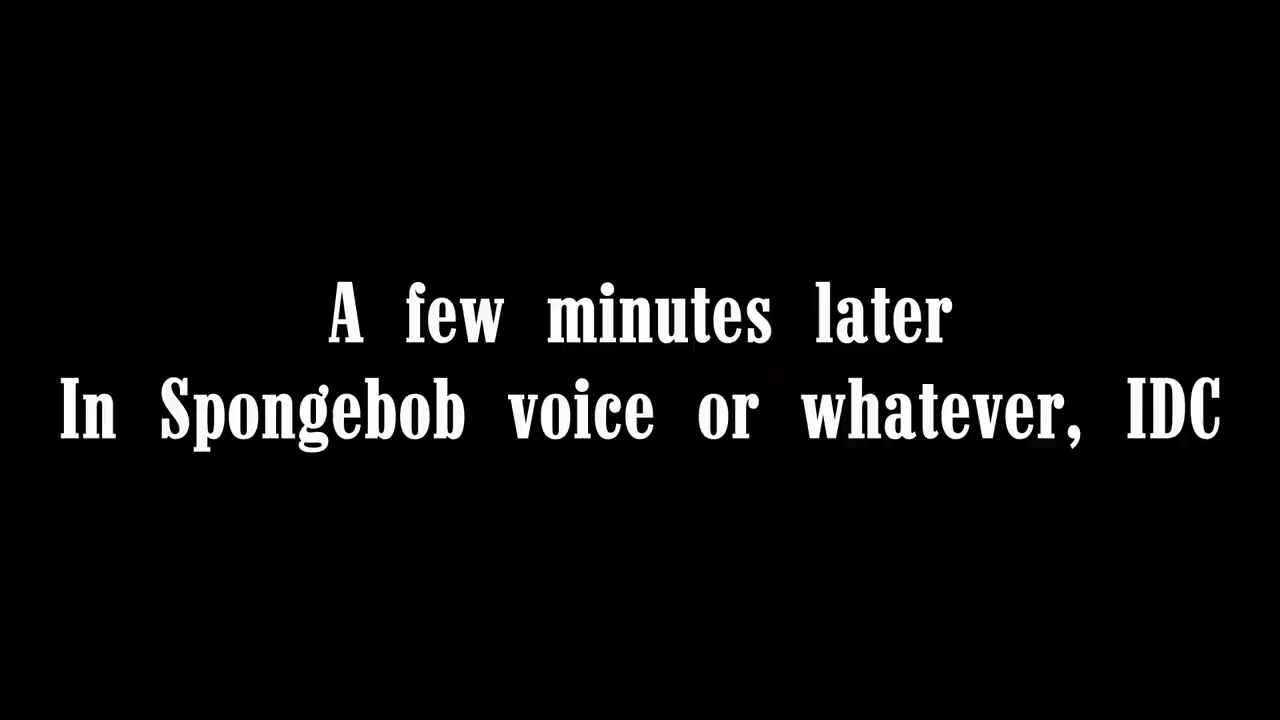 A few minutes later
In Spongebob voice or whatever, IDC